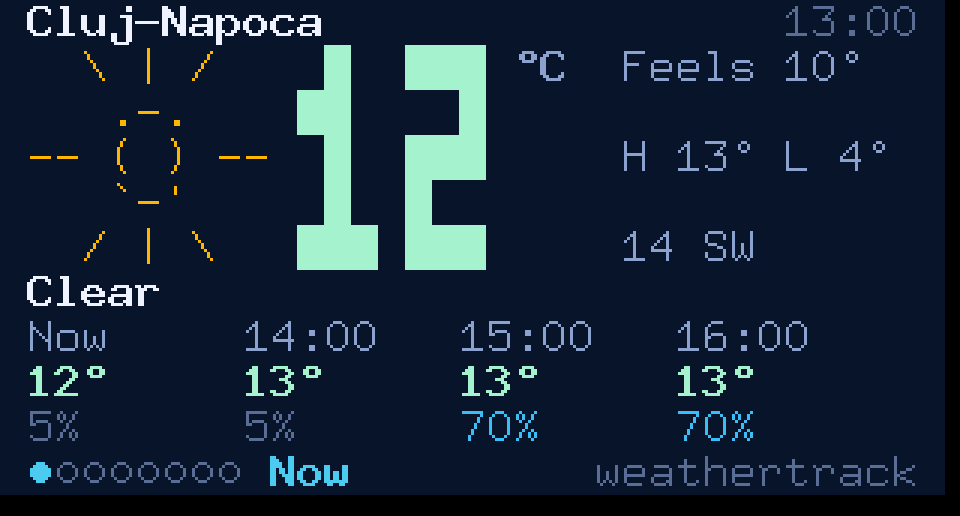 Cluj-Napoca 13:00
12 °C Feels 10°
H 13° L 4°
14 SW
Clear
Now 14:00 15:00 16:00
12° 13° 13° 13°
5% 5% 70% 70%
Now weathertrack